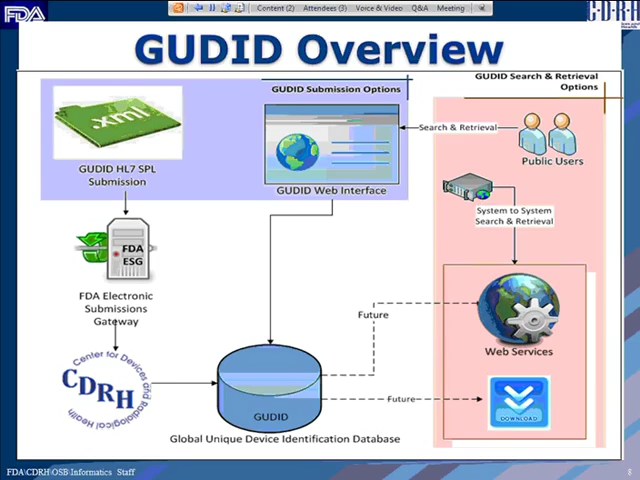 FDA
Content (2)
Attendees (3)
Voice & Video
Q&A
Meeting
CDRH
GUDID Overview
GUDID Submission Options
GUDID Search & Retrieval
Options
.xml
GUDID HL7 SPL
Submission
GUDID Web Interface
Search & Retrieval
Public Users
System to System
Search & Retrieval
FDA
ESG
FDA Electronic
Submissions
Gateway
Future
Web Services
Center for Devices and Radiological Health
CDRH
GUDID
Future
DOWNLOAD
Global Unique Device Identification Database
FDA\CDRH\OSB\Informatics Staff
8